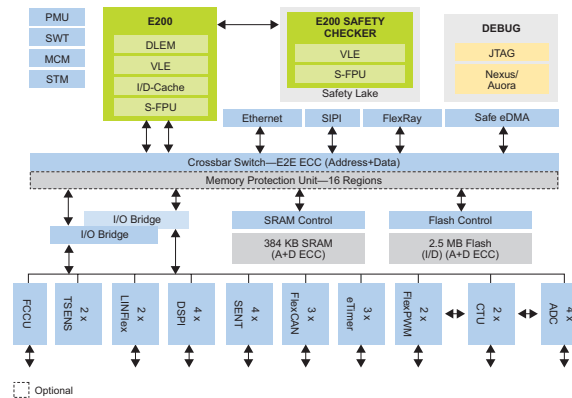 PMU
SWT
MCM
STM
E200
DLEM
VLE
I/D-Cache
S-FPU
E200 SAFETY
CHECKER
VLE
S-FPU
Safety Lake
DEBUG
JTAG
Nexus/
Auora
Ethernet
SIPI
FlexRay
Safe eDMA
Crossbar Switch—E2E ECC (Address+Data)
Memory Protection Unit—16 Regions
I/O Bridge
I/O Bridge
SRAM Control
384 KB SRAM
(A+D ECC)
Flash Control
2.5 MB Flash
(I/D) (A+D ECC)
FCCU
2 x
TSENS
2 x
LINFlex
4 x
DSPI
4 x
SENT
3 x
FlexCAN
3 x
eTimer
2 x
FlexPWM
2 x
CTU
4 x
ADC
Optional